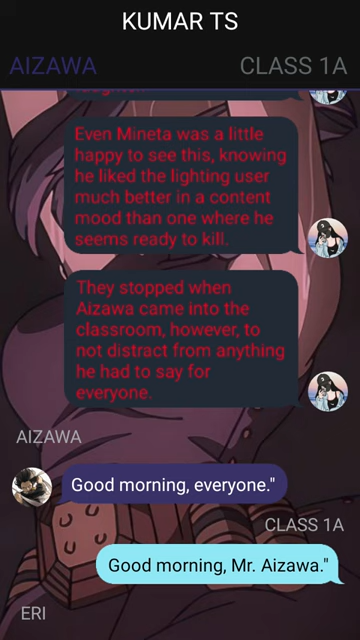 KUMAR TS
AIZAWA CLASS 1A
Even Mineta was a little
happy to see this, knowing
he liked the lighting user
much better in a content
mood than one where he
seems ready to kill.
They stopped when
Aizawa came into the
classroom, however, to
not distract from anything
he had to say for
everyone.
AIZAWA
Good morning, everyone."
CLASS 1A
Good morning, Mr. Aizawa."
ERI